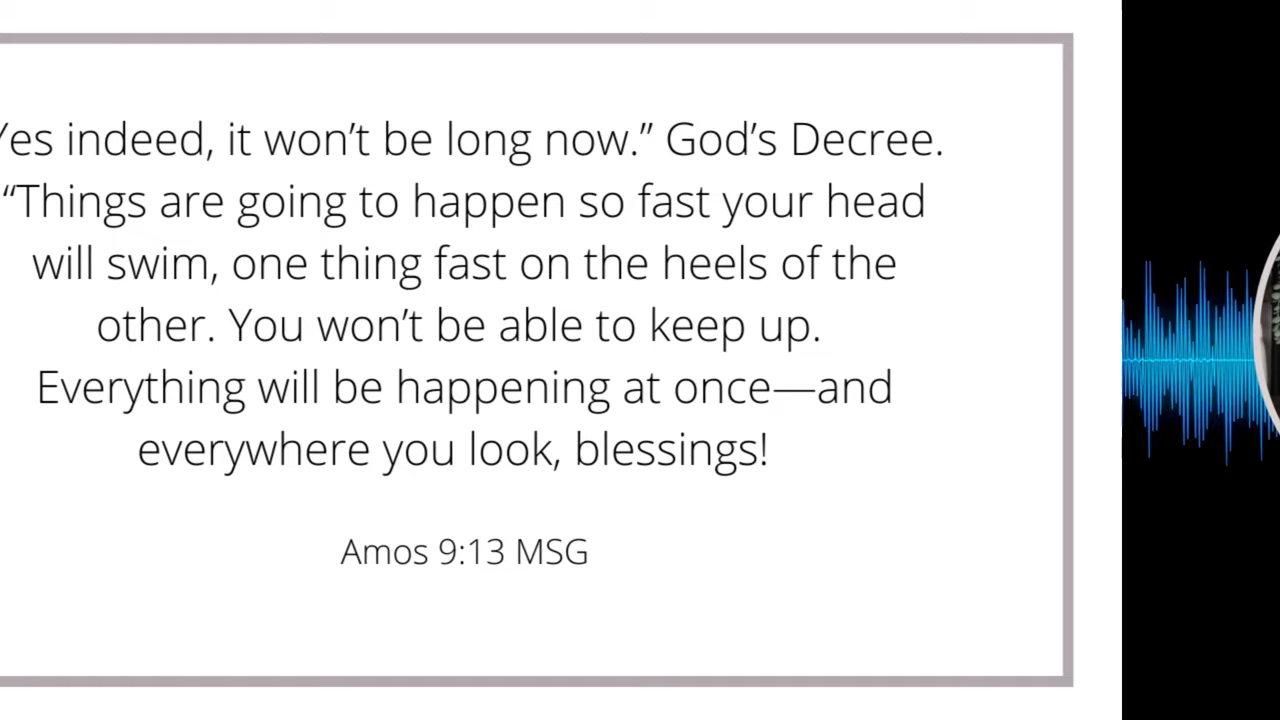 Yes indeed, it won’t be long now.” God’s Decree.
“Things are going to happen so fast your head
will swim, one thing fast on the heels of the
other. You won’t be able to keep up.
Everything will be happening at once—and
everywhere you look, blessings!
Amos 9:13 MSG